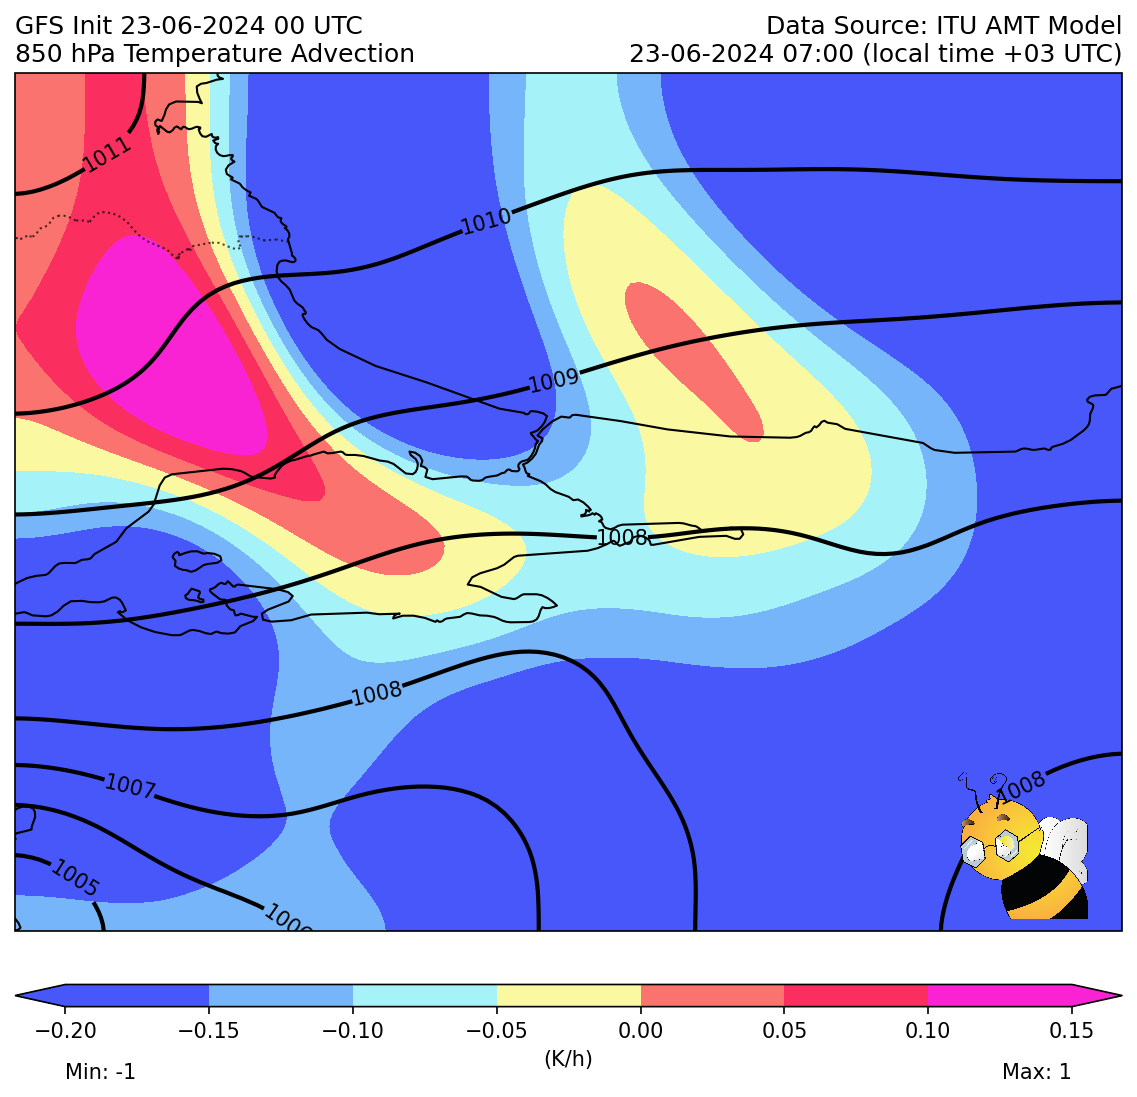 GFS Init 23-06-2024 00 UTC
850 hPa Temperature Advection
Data Source: ITU AMT Model
23-06-2024 07:00 (local time +03 UTC)
1011
1010
1009
1008
1008
1007
1008
1005
1006
−0.20 −0.15 −0.10 −0.05 0.00 0.05 0.10 0.15
(K/h)
Min: -1
Max: 1